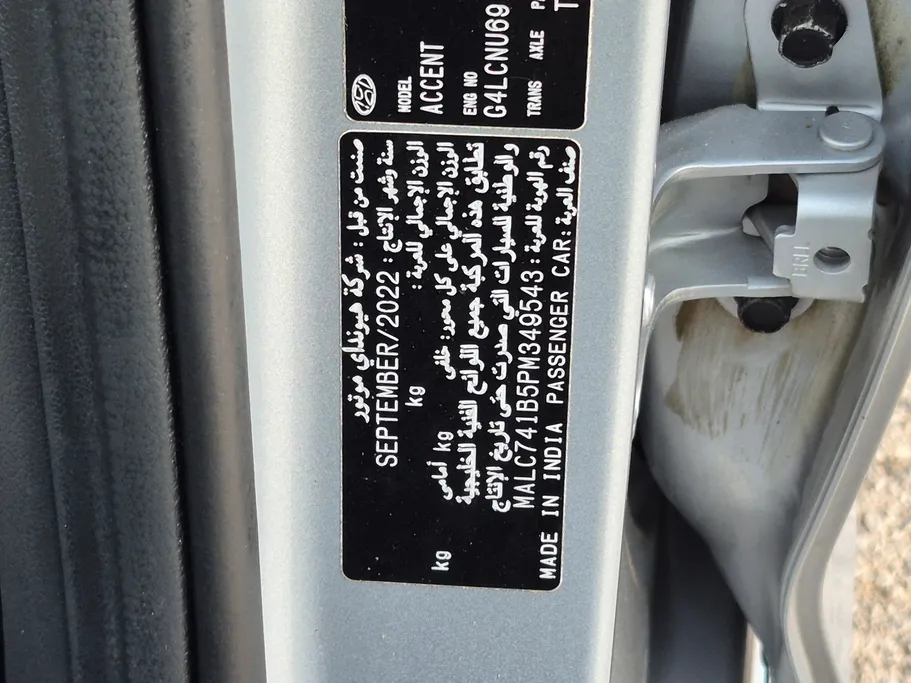 MODEL
ACCENT
ENG NO
G4LCNU69
TRANS AXLE
صنعت من قبل : شركة هيونداي موتور
سنة وشهر الإنتاج : SEPTEMBER/2022
الوزن الإجمالي للعربة : kg
الوزن الإجمالي على كل محور: خلفي kg أمامي kg
تطابق هذه المركبة جميع اللوائح الفنية الخليجية
والوطنية للسيارات التي صدرت حتى تاريخ الإنتاج
رقم الهوية للعربة : MALC741B5PM349543
صنف العربة : MADE IN INDIA PASSENGER CAR
BNH